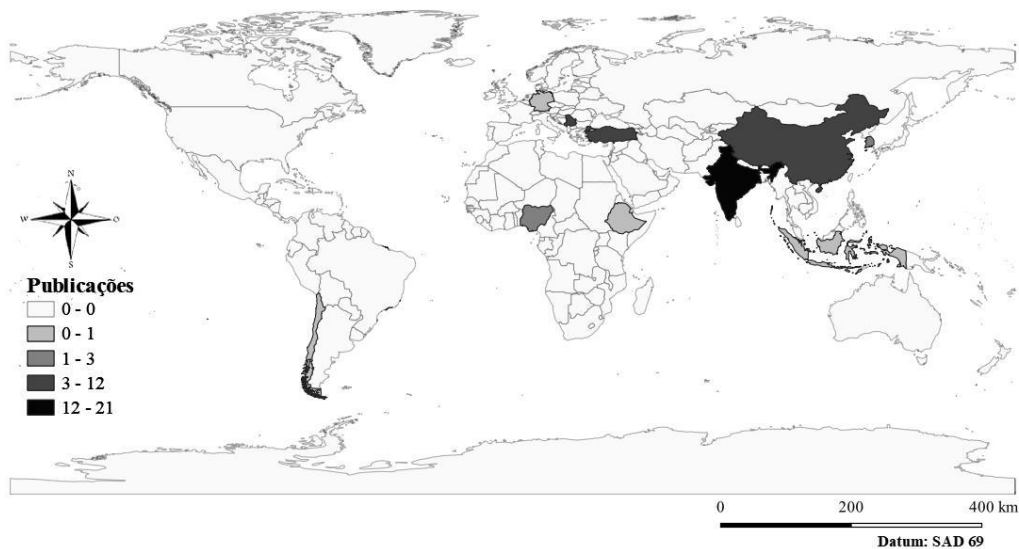 N
W
O
S
Publicações
0 - 0
0 - 1
1 - 3
3 - 12
12 - 21
0 200 400 km
Datum: SAD 69